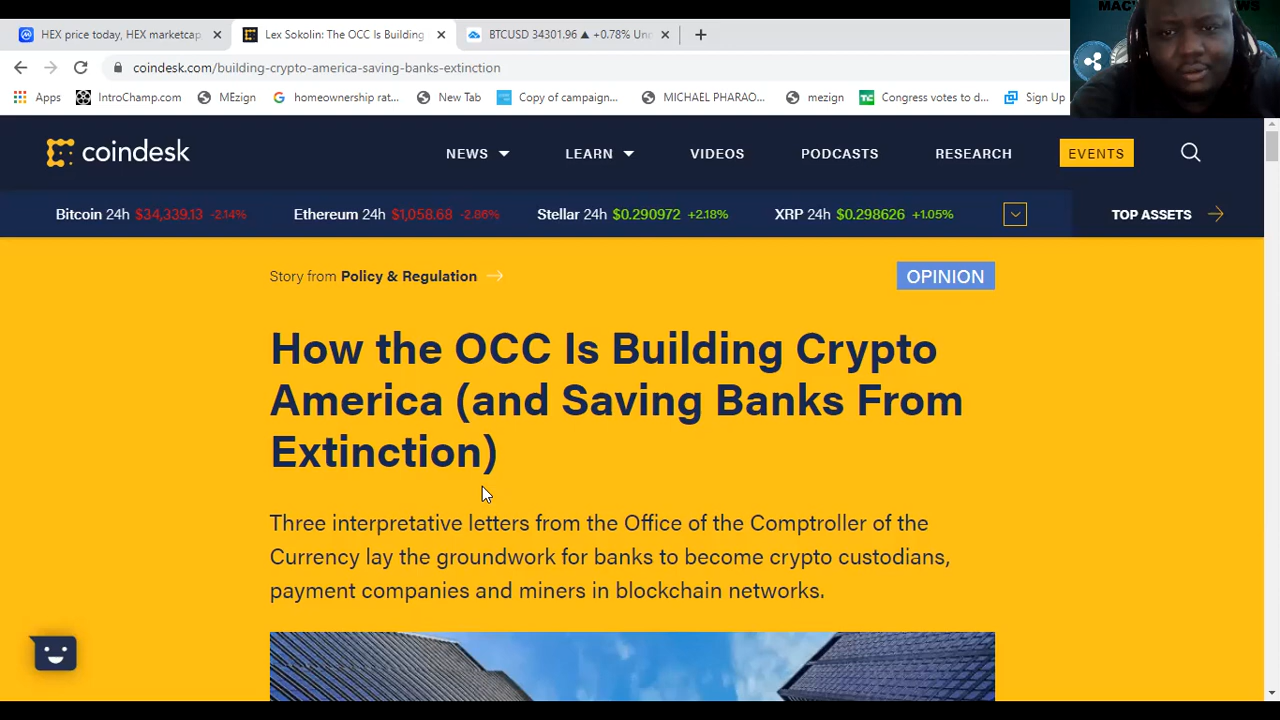 HEX price today, HEX marketcap,
Lex Sokolin: The OCC Is Building
BTCUSD 34301.96 ▲ +0.78% Un
coindesk.com/building-crypto-america-saving-banks-extinction
Apps
IntroChamp.com
MEzign
homeownership rat...
New Tab
Copy of campaign...
MICHAEL PHARAO...
mezign
Congress votes to d...
Sign Up
coindesk
NEWS
LEARN
VIDEOS
PODCASTS
RESEARCH
EVENTS
Bitcoin 24h $34,339.13 -2.14%
Ethereum 24h $1,058.68 -2.86%
Stellar 24h $0.290972 +2.18%
XRP 24h $0.298626 +1.05%
TOP ASSETS
Story from Policy & Regulation
OPINION
How the OCC Is Building Crypto
America (and Saving Banks From
Extinction)
Three interpretative letters from the Office of the Comptroller of the
Currency lay the groundwork for banks to become crypto custodians,
payment companies and miners in blockchain networks.